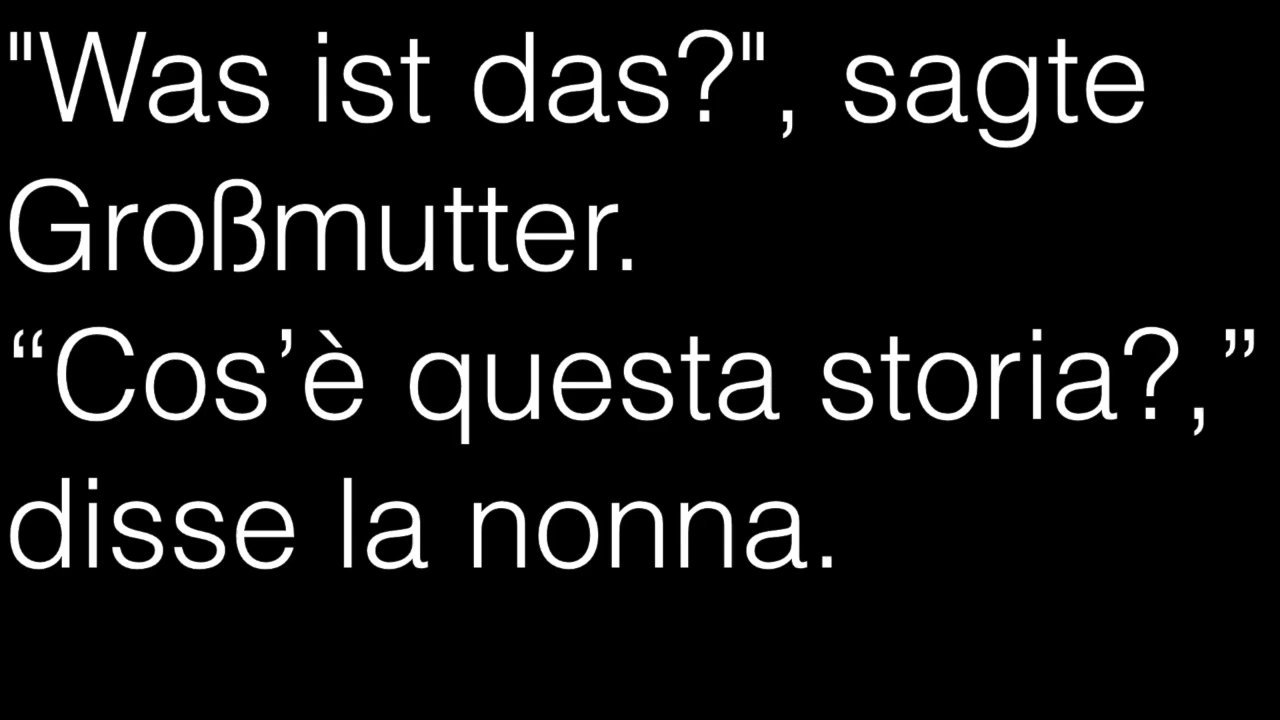 "Was ist das?", sagte
Großmutter.
“Cos’è questa storia?,”
disse la nonna.